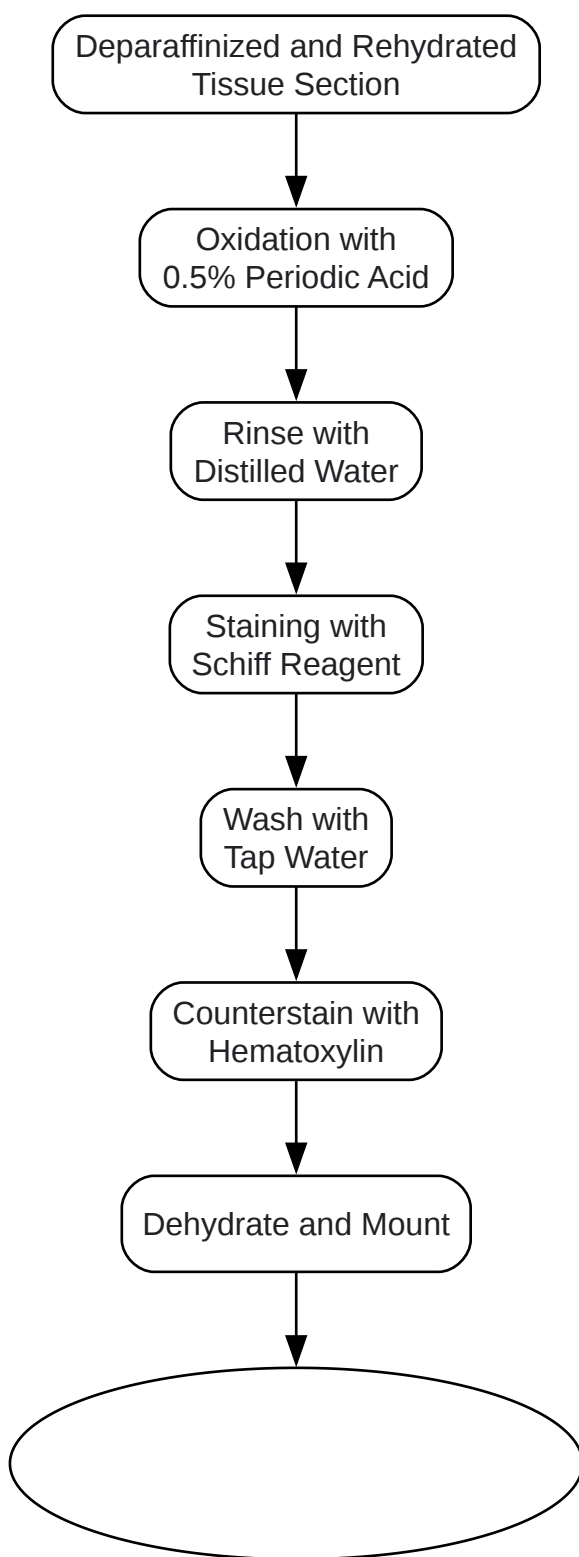 Deparaffinized and Rehydrated
Tissue Section
Oxidation with
0.5% Periodic Acid
Rinse with
Distilled Water
Staining with
Schiff Reagent
Wash with
Tap Water
Counterstain with
Hematoxylin
Dehydrate and Mount